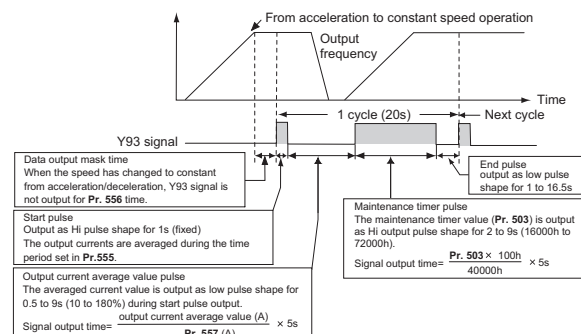 From acceleration to constant speed operation
Output
frequency
Time
1 cycle (20s)
Next cycle
Y93 signal
Data output mask time
When the speed has changed to constant
from acceleration/deceleration, Y93 signal is
not output for Pr. 556 time.
End pulse
output as low pulse
shape for 1 to 16.5s
Start pulse
Output as Hi pulse shape for 1s (fixed)
The output currents are averaged during the time
period set in Pr.555.
Maintenance timer pulse
The maintenance timer value (Pr. 503) is output
as Hi output pulse shape for 2 to 9s (16000h to
72000h).
Signal output time= Pr. 503 × 100h / 40000h × 5s
Output current average value pulse
The averaged current value is output as low pulse shape for
0.5 to 9s (10 to 180%) during start pulse output.
Signal output time= output current average value (A) / Pr. 557 (A) × 5s